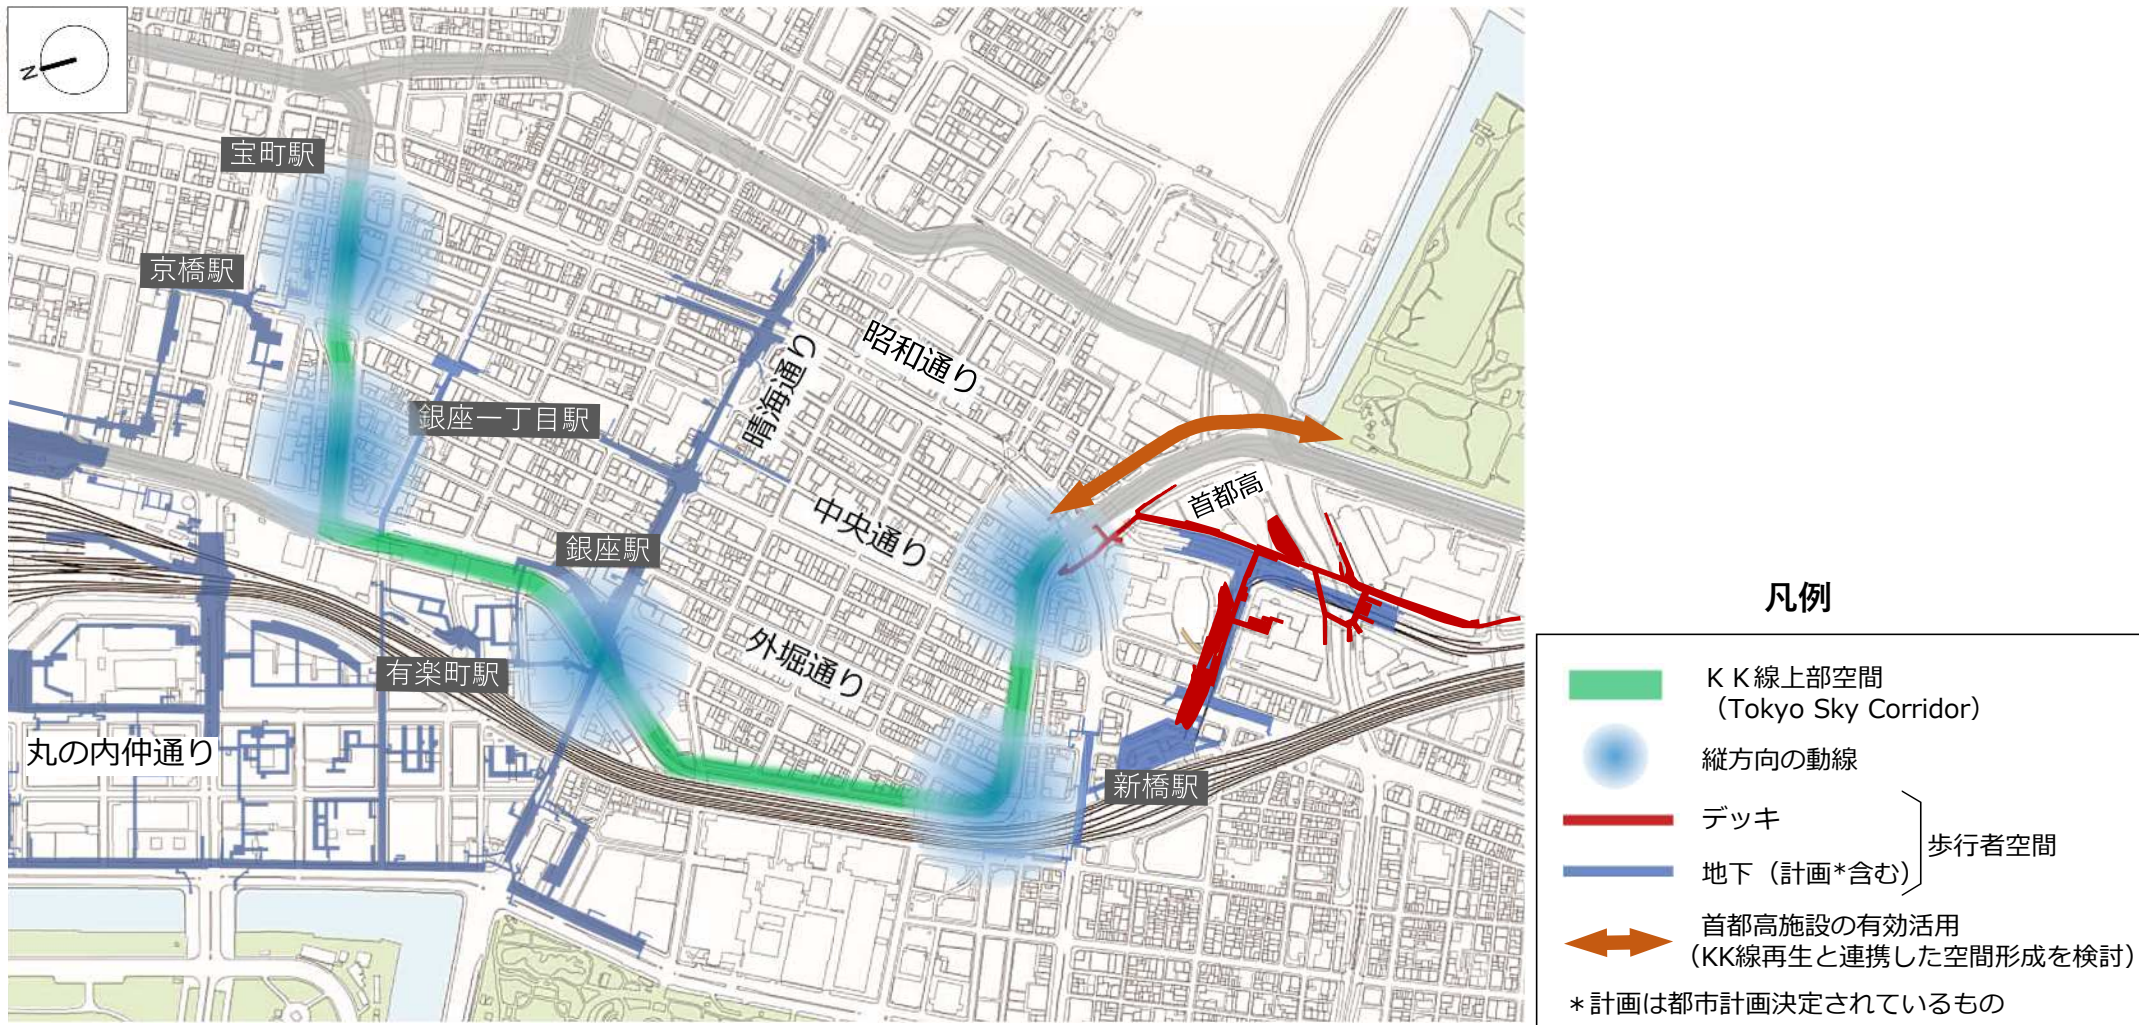 N
宝町駅
京橋駅
昭和通り
晴海通り
銀座一丁目駅
首都高
中央通り
銀座駅
外堀通り
有楽町駅
丸の内仲通り
新橋駅
凡例
KK線上部空間
（Tokyo Sky Corridor）
縦方向の動線
デッキ
歩行者空間
地下（計画*含む）
首都高施設の有効活用
（KK線再生と連携した空間形成を検討）
＊計画は都市計画決定されているもの